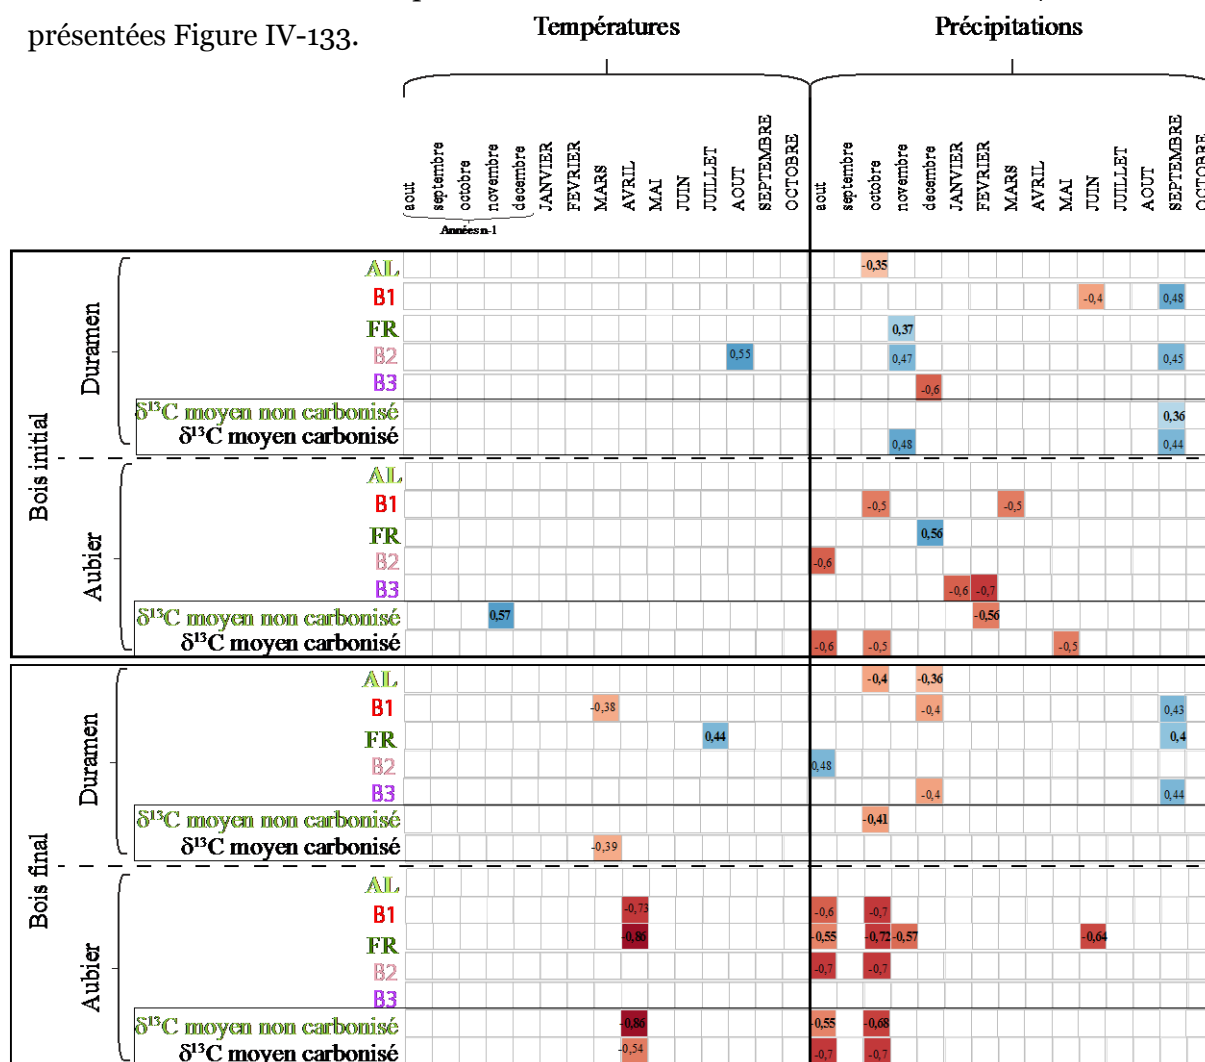 présentées Figure IV-133.
Températures Précipitations
aout septembre octobre novembre decembre JANVIER FEVRIER MARS AVRIL MAI JUIN JUILLET AOUT SEPTEMBRE OCTOBRE aout septembre octobre novembre decembre JANVIER FEVRIER MARS AVRIL MAI JUIN JUILLET AOUT SEPTEMBRE OCTOBRE
Années n-1
Bois initial
Duramen
AL -0,35
B1 -0,4 0,48
FR 0,37
B2 0,55 0,47 0,45
B3 -0,6
δ¹³C moyen non carbonisé 0,36
δ¹³C moyen carbonisé 0,48 0,44
Aubier
AL
B1 -0,5 -0,5
FR 0,56
B2 -0,6
B3 -0,6 -0,7
δ¹³C moyen non carbonisé 0,57 -0,56
δ¹³C moyen carbonisé -0,6 -0,5 -0,5
Bois final
Duramen
AL -0,4 -0,36
B1 -0,38 -0,4 0,43
FR 0,44 0,4
B2 0,48
B3 -0,4 0,44
δ¹³C moyen non carbonisé -0,41
δ¹³C moyen carbonisé -0,39
Aubier
AL
B1 -0,73 -0,6 -0,7
FR -0,86 -0,55 -0,72 -0,57 -0,64
B2 -0,7 -0,7
B3
δ¹³C moyen non carbonisé -0,86 -0,55 -0,68
δ¹³C moyen carbonisé -0,54 -0,7 -0,7